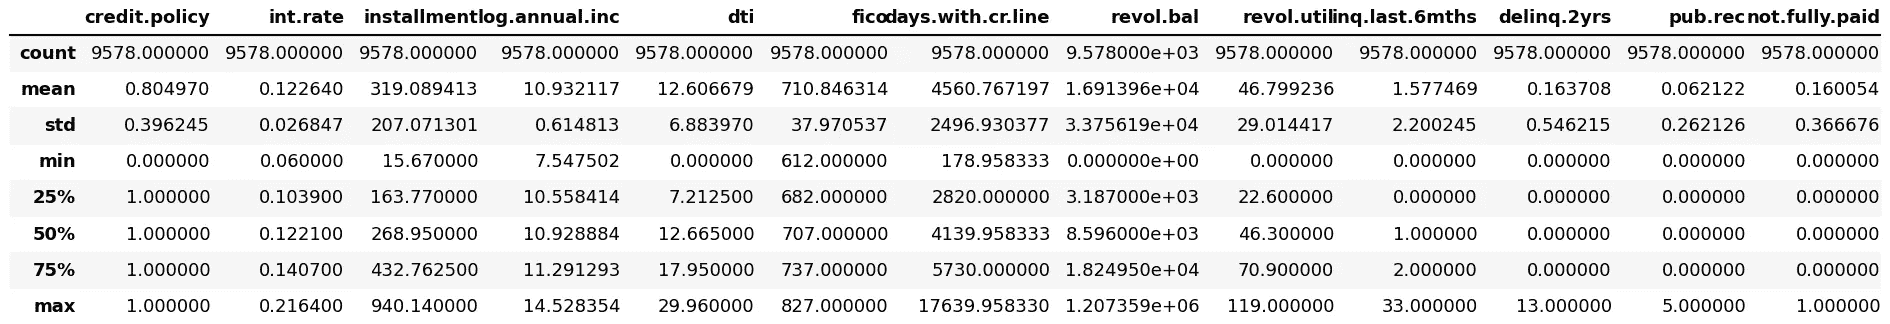 credit.policy int.rate installment log.annual.inc dti fico days.with.cr.line revol.bal revol.util inq.last.6mths delinq.2yrs pub.rec not.fully.paid
count 9578.000000 9578.000000 9578.000000 9578.000000 9578.000000 9578.000000 9578.000000 9.578000e+03 9578.000000 9578.000000 9578.000000 9578.000000 9578.000000
mean 0.804970 0.122640 319.089413 10.932117 12.606679 710.846314 4560.767197 1.691396e+04 46.799236 1.577469 0.163708 0.062122 0.160054
std 0.396245 0.026847 207.071301 0.614813 6.883970 37.970537 2496.930377 3.375619e+04 29.014417 2.200245 0.546215 0.262126 0.366676
min 0.000000 0.060000 15.670000 7.547502 0.000000 612.000000 178.958333 0.000000e+00 0.000000 0.000000 0.000000 0.000000 0.000000
25% 1.000000 0.103900 163.770000 10.558414 7.212500 682.000000 2820.000000 3.187000e+03 22.600000 0.000000 0.000000 0.000000 0.000000
50% 1.000000 0.122100 268.950000 10.928884 12.665000 707.000000 4139.958333 8.596000e+03 46.300000 1.000000 0.000000 0.000000 0.000000
75% 1.000000 0.140700 432.762500 11.291293 17.950000 737.000000 5730.000000 1.824950e+04 70.900000 2.000000 0.000000 0.000000 0.000000
max 1.000000 0.216400 940.140000 14.528354 29.960000 827.000000 17639.958330 1.207359e+06 119.000000 33.000000 13.000000 5.000000 1.000000